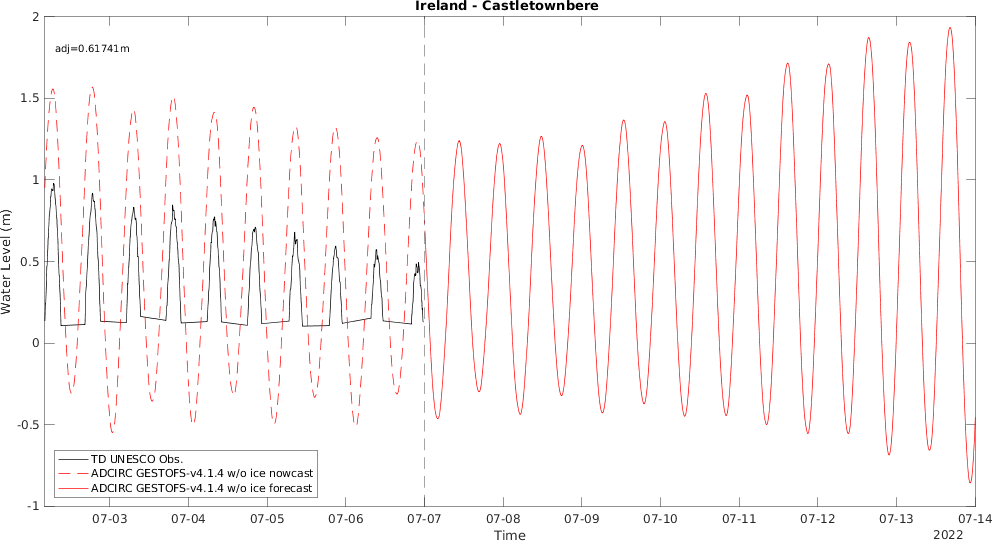 Ireland - Castletownbere
adj=0.61741m
Water Level (m)
2
1.5
1
0.5
0
-0.5
-1
TD UNESCO Obs.
ADCIRC GESTOFS-v4.1.4 w/o ice nowcast
ADCIRC GESTOFS-v4.1.4 w/o ice forecast
07-03 07-04 07-05 07-06 07-07 07-08 07-09 07-10 07-11 07-12 07-13 07-14
Time
2022